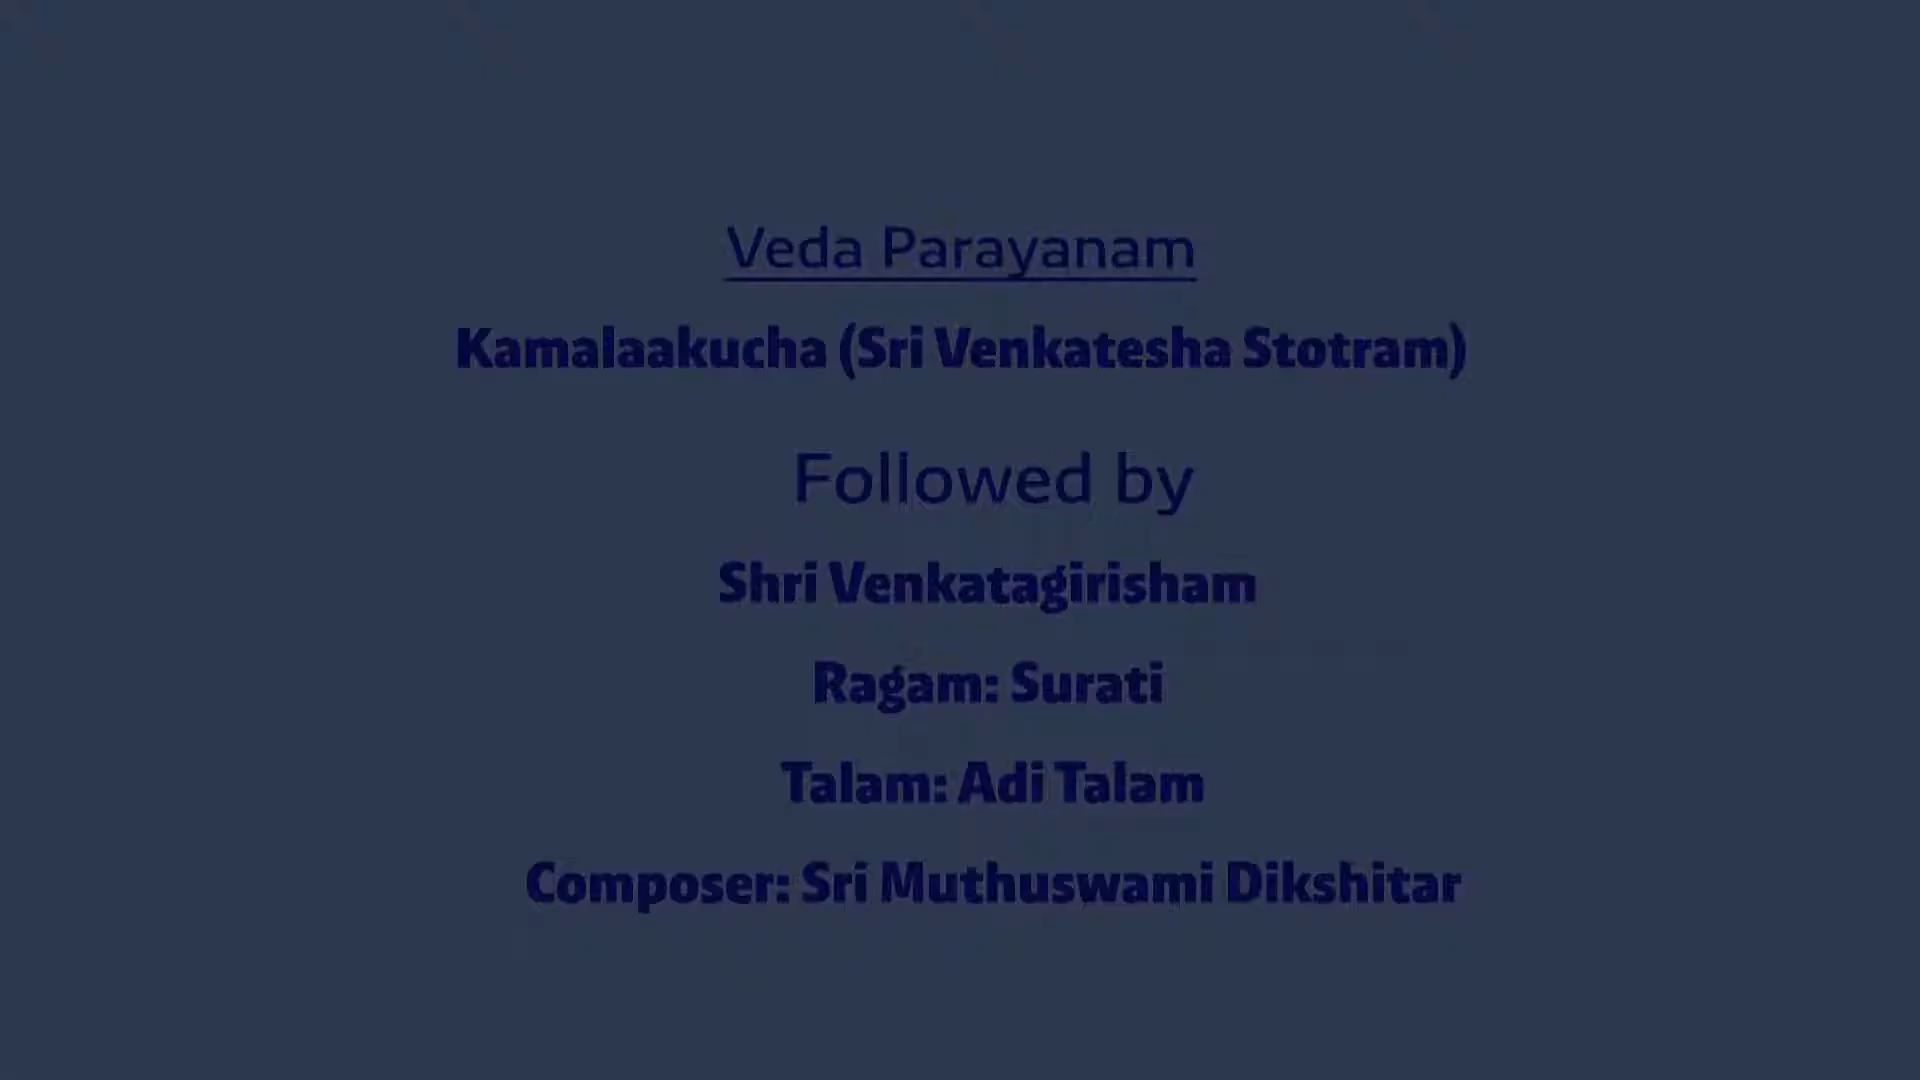 Veda Parayanam
Kamalaakucha (Sri Venkatesha Stotram)
Followed by
Shri Venkatagirisham
Ragam: Surati
Talam: Adi Talam
Composer: Sri Muthuswami Dikshitar